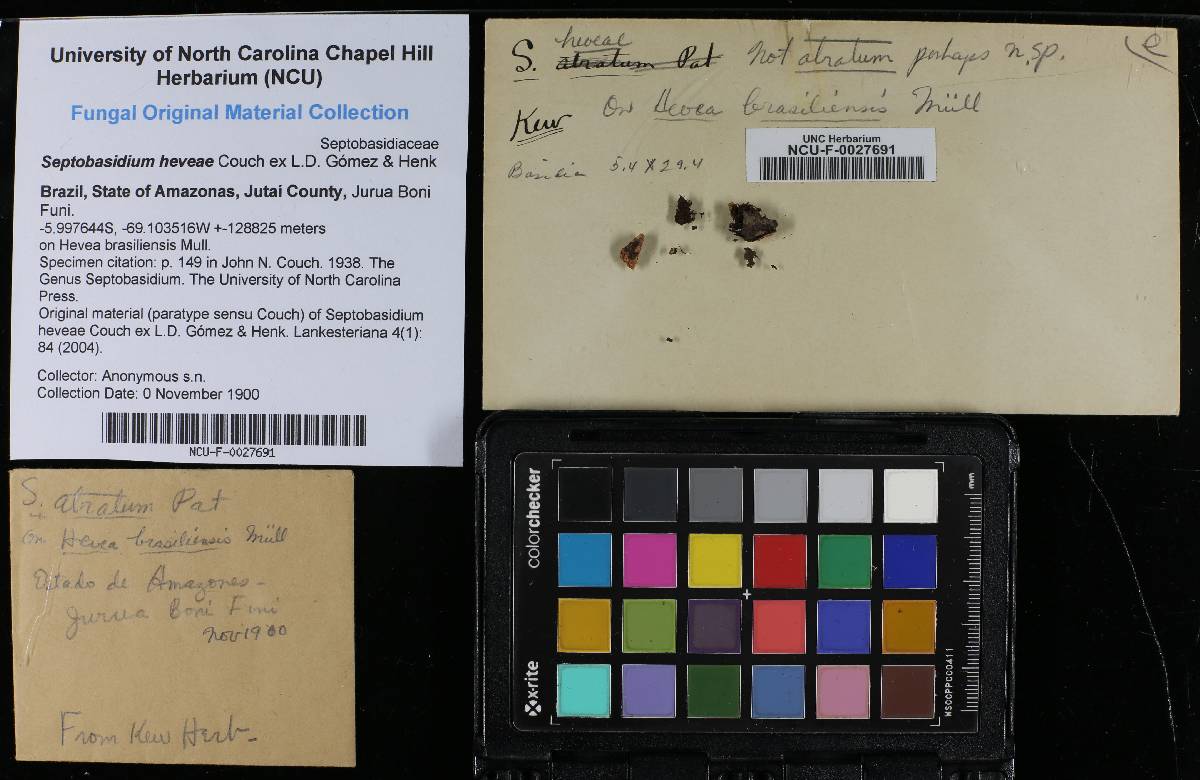 University of North Carolina Chapel Hill
Herbarium (NCU)
Fungal Original Material Collection
Septobasidiaceae
Septobasidium heveae Couch ex L.D. Gómez & Henk
Brazil, State of Amazonas, Jutaí County, Jurua Boni
Funi.
-5.997644S, -69.103516W +-128825 meters
on Hevea brasiliensis Mull.
Specimen citation: p. 149 in John N. Couch. 1938. The
Genus Septobasidium. The University of North Carolina
Press.
Original material (paratype sensu Couch) of Septobasidium
heveae Couch ex L.D. Gómez & Henk. Lankesteriana 4(1):
84 (2004).
Collector: Anonymous s.n.
Collection Date: 0 November 1900
NCU-F-0027691
heveae
S. atratum Pat Not atratum perhaps n.sp.
Kew
On Hevea brasiliensis Müll
UNC Herbarium
NCU-F-0027691
Basidia 5.4 X 29.4
S. atratum Pat
on Hevea brasiliensis Müll
Estado de Amazones-
Jurua Boni Funi
Nov 1900
From Kew Herb-
colorchecker
x-rite
mm
MSCCPPCC0411